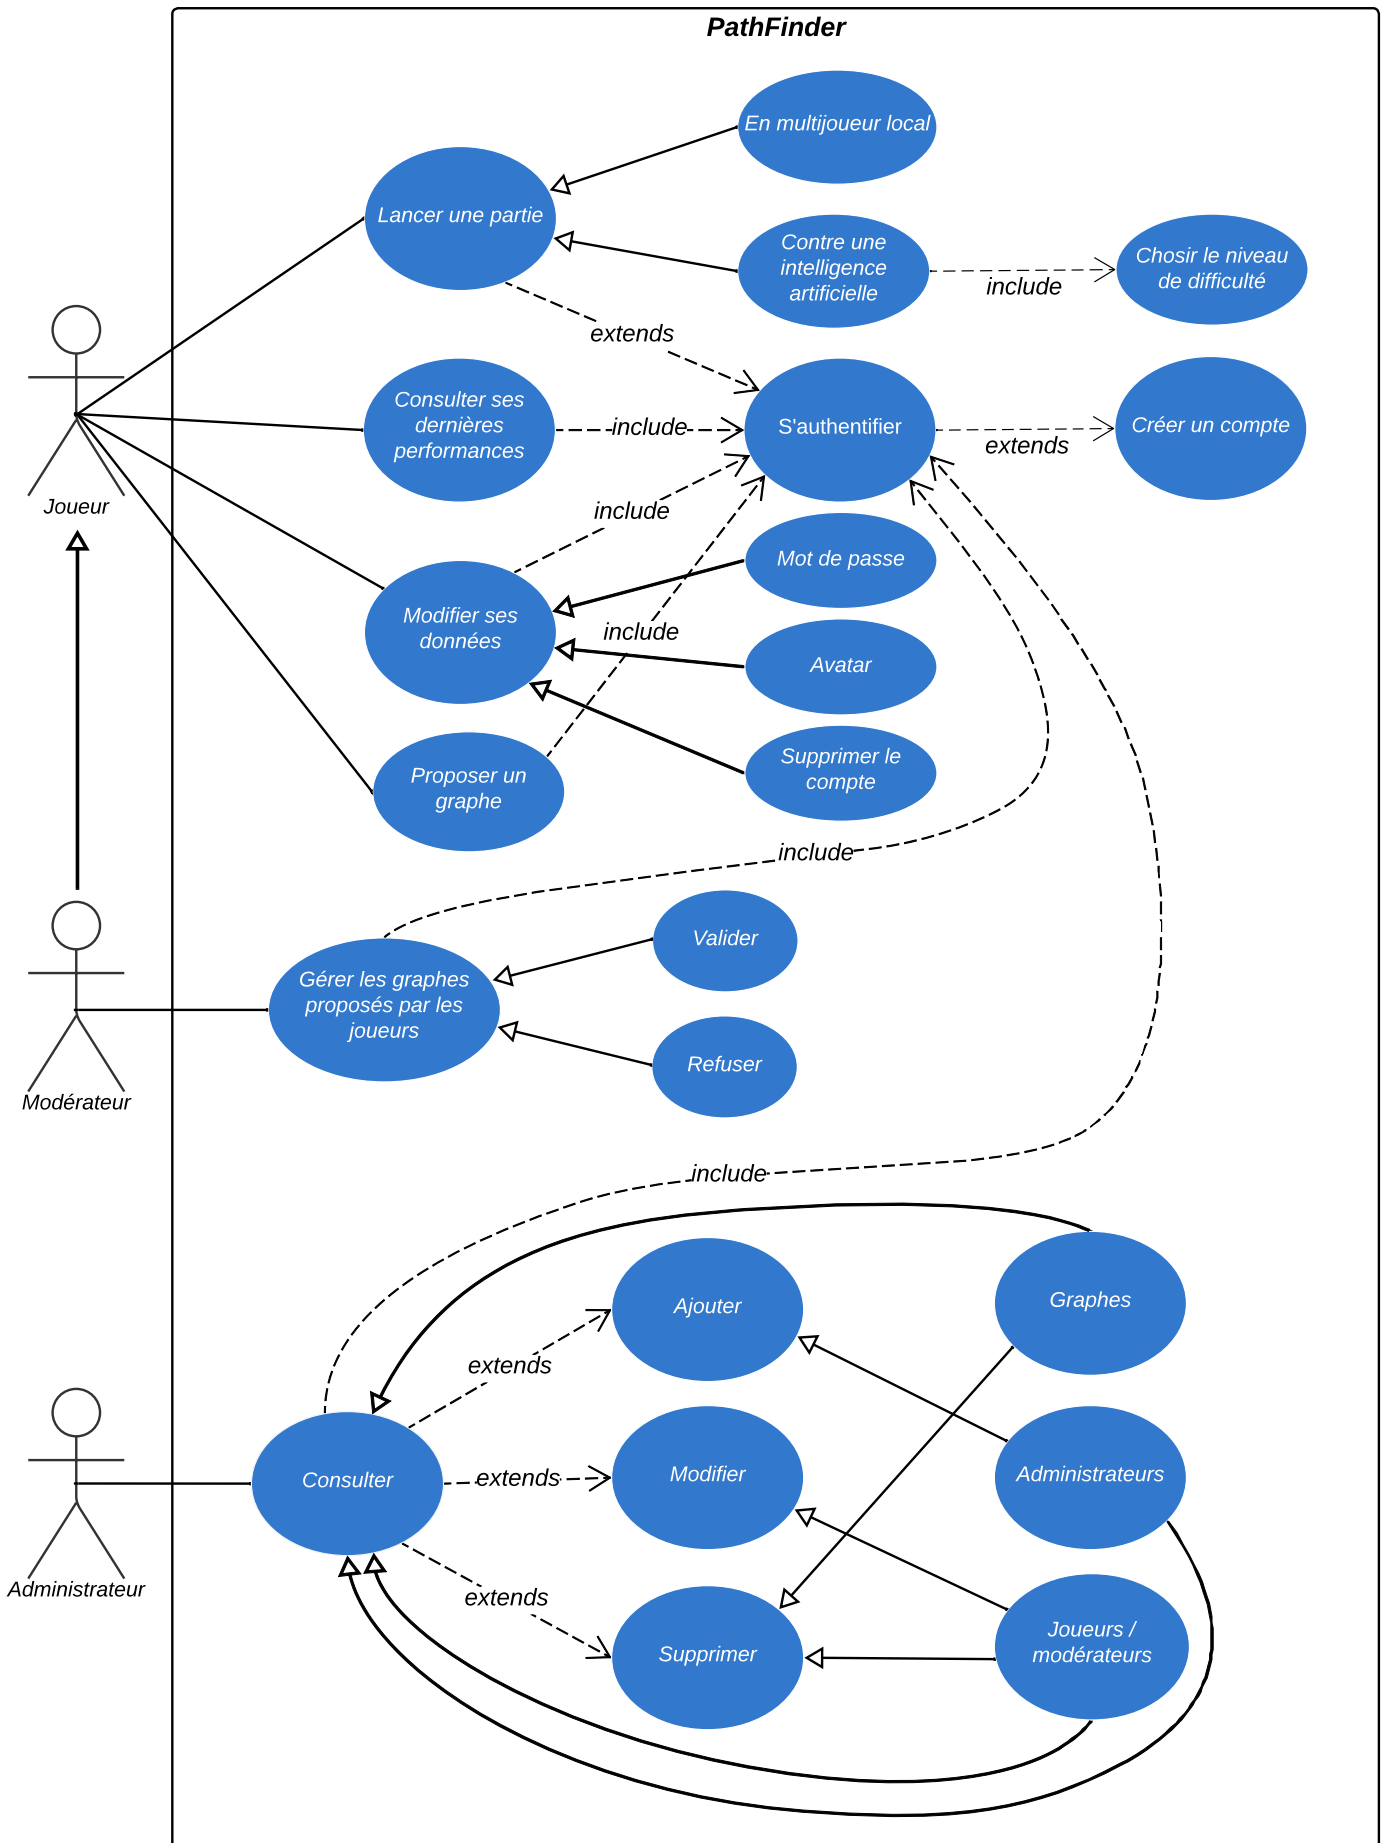 PathFinder
En multijoueur local
Lancer une partie
Contre une
intelligence
artificielle
Chosir le niveau
de difficulté
include
extends
Consulter ses
dernières
performances
include
S'authentifier
extends
Créer un compte
Joueur
include
Mot de passe
Modifier ses
données
include
Avatar
Supprimer le
compte
Proposer un
graphe
include
Valider
Gérer les graphes
proposés par les
joueurs
Refuser
Modérateur
include
Ajouter
Graphes
extends
Consulter
extends
Modifier
Administrateurs
Administrateur
extends
Supprimer
Joueurs /
modérateurs